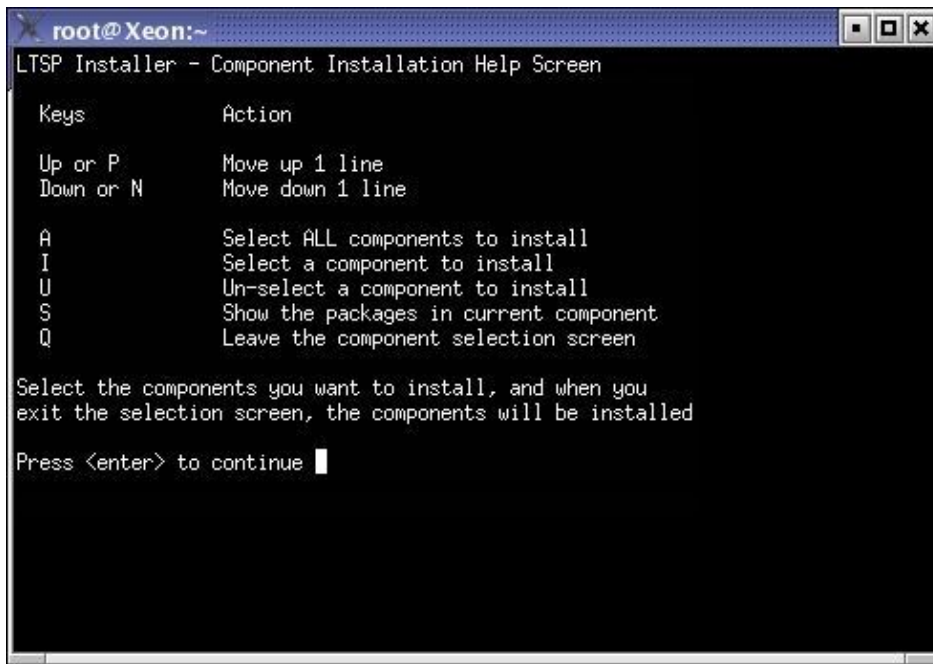 root@Xeon:~
LTSP Installer - Component Installation Help Screen
Keys Action
Up or P Move up 1 line
Down or N Move down 1 line
A Select ALL components to install
I Select a component to install
U Un-select a component to install
S Show the packages in current component
Q Leave the component selection screen
Select the components you want to install, and when you
exit the selection screen, the components will be installed
Press <enter> to continue